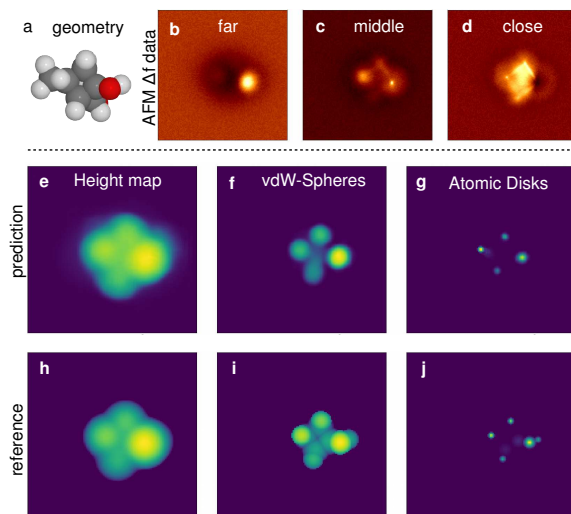 a geometry
b far
c middle
d close
AFM Δf data
e Height map
f vdW-Spheres
g Atomic Disks
prediction
h
i
j
reference